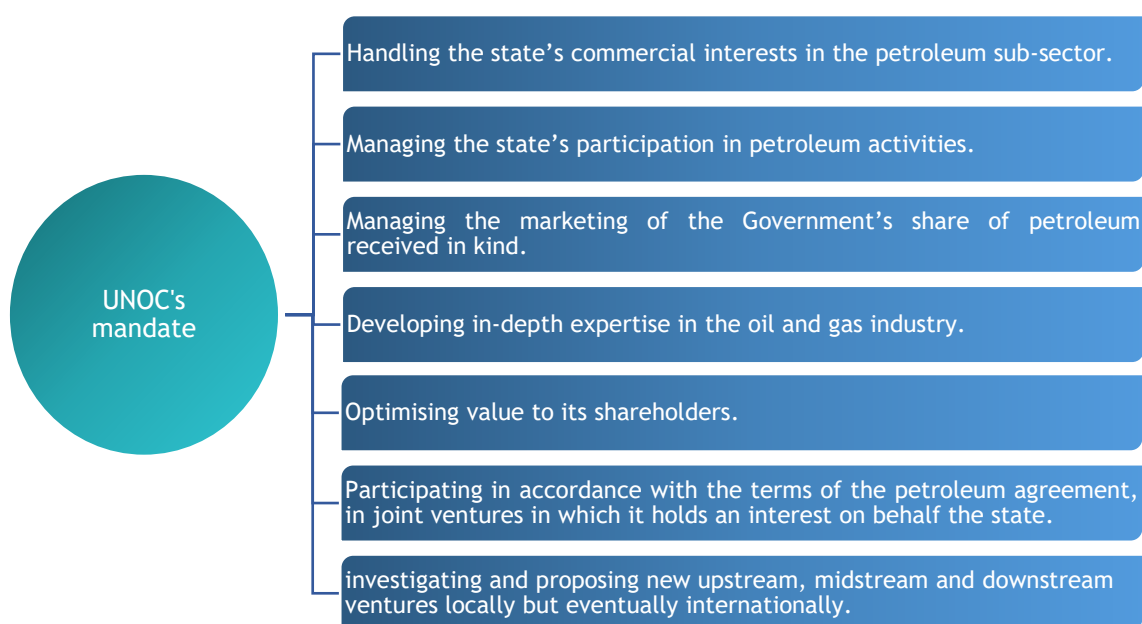 UNOC's
mandate
Handling the state’s commercial interests in the petroleum sub-sector.
Managing the state’s participation in petroleum activities.
Managing the marketing of the Government’s share of petroleum
received in kind.
Developing in-depth expertise in the oil and gas industry.
Optimising value to its shareholders.
Participating in accordance with the terms of the petroleum agreement,
in joint ventures in which it holds an interest on behalf the state.
investigating and proposing new upstream, midstream and downstream
ventures locally but eventually internationally.